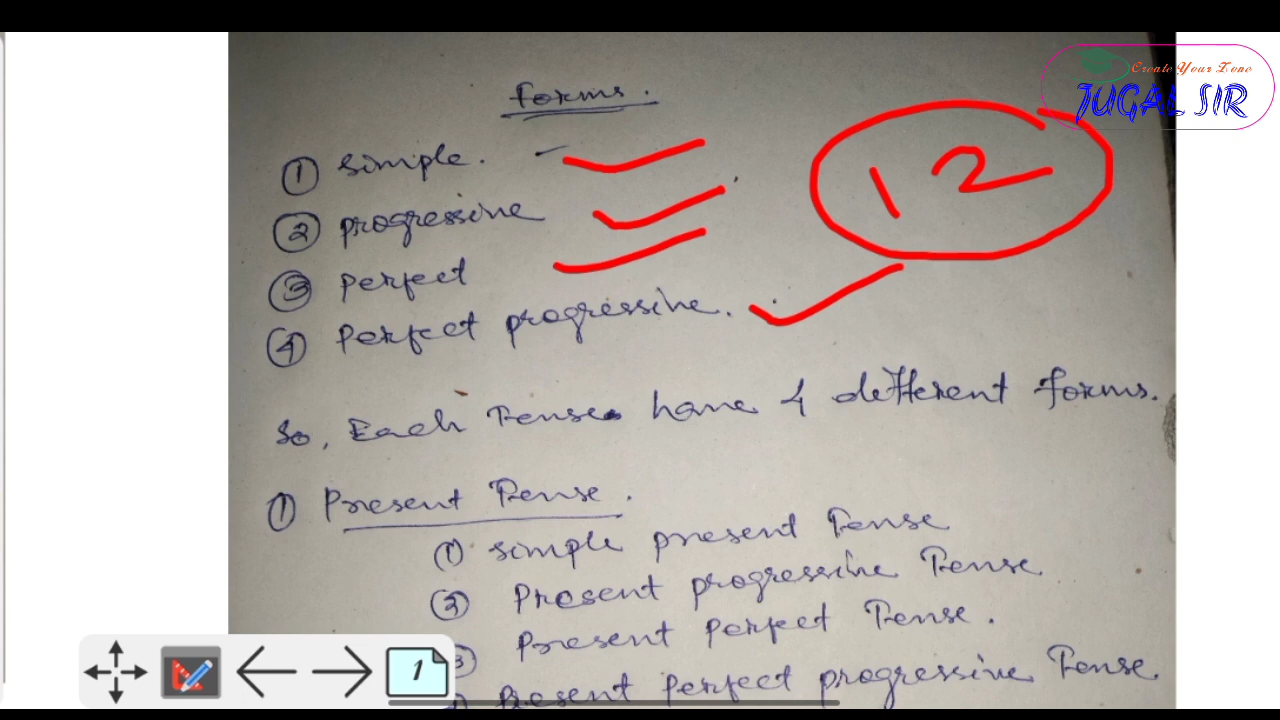 Create Your Zone
JUGAL SIR
Forms.
① Simple.
② progressive
③ Perfect
④ Perfect progressive.
12
So, Each Tense have 4 different forms.
① Present Tense.
① Simple present Tense
② Present progressive Tense
③ Present Perfect Tense.
Present Perfect progressive Tense.
1